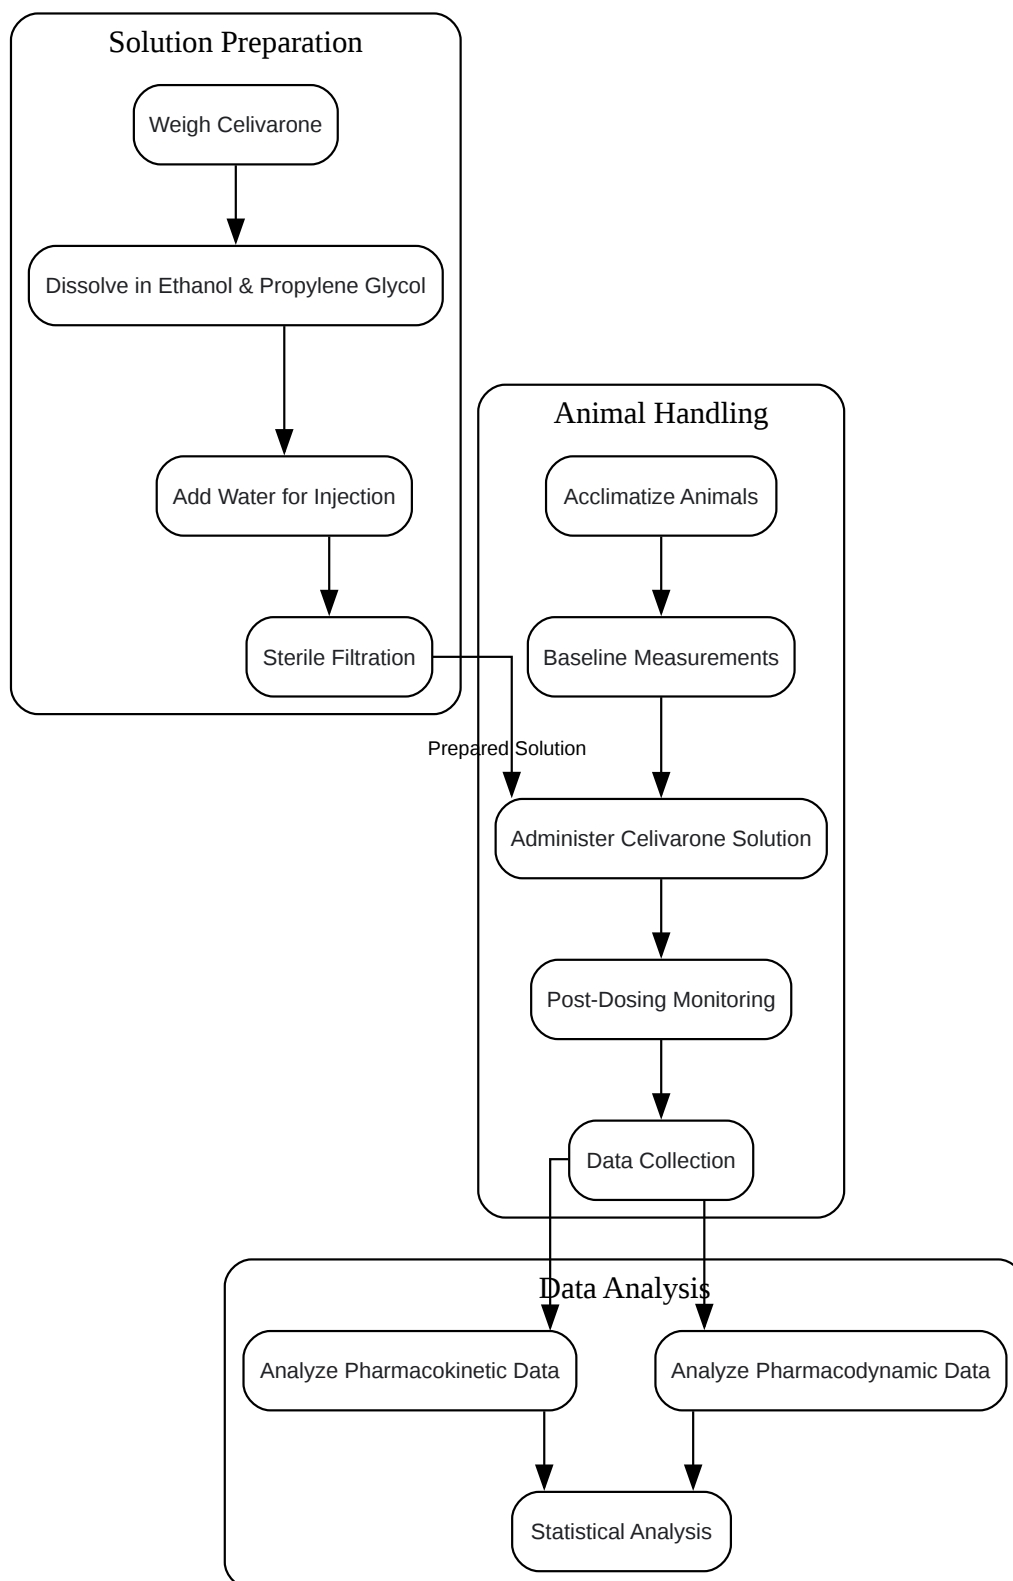 Solution Preparation
Weigh Celivarone
Dissolve in Ethanol & Propylene Glycol
Add Water for Injection
Sterile Filtration
Prepared Solution
Animal Handling
Acclimatize Animals
Baseline Measurements
Administer Celivarone Solution
Post-Dosing Monitoring
Data Collection
Data Analysis
Analyze Pharmacokinetic Data
Analyze Pharmacodynamic Data
Statistical Analysis